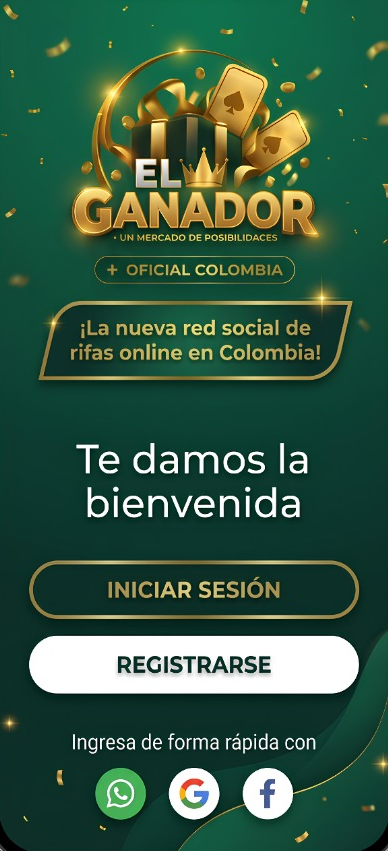 EL
GANADOR
• UN MERCADO DE POSIBILIDACES
+ OFICIAL COLOMBIA
¡La nueva red social de
rifas online en Colombia!
Te damos la
bienvenida
INICIAR SESIÓN
REGISTRARSE
Ingresa de forma rápida con